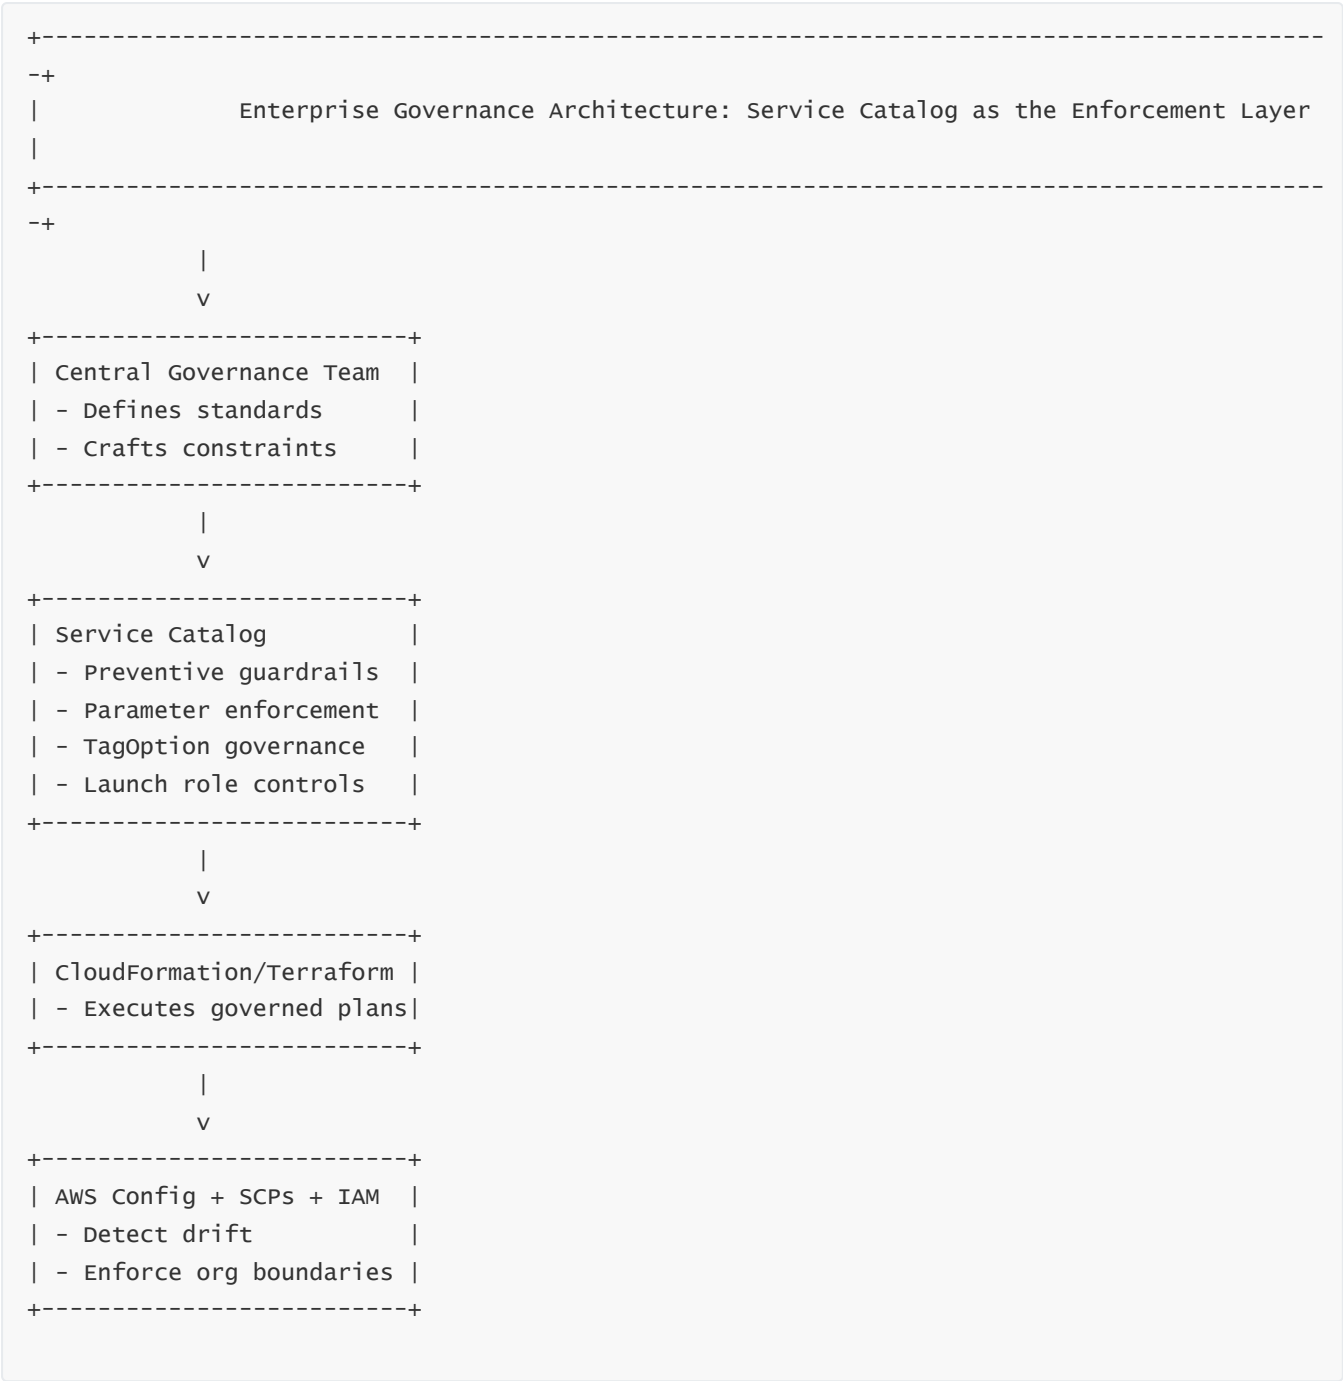 +-------------------------------------------------------------------------------------------
-+
|              Enterprise Governance Architecture: Service Catalog as the Enforcement Layer
|
+-------------------------------------------------------------------------------------------
-+
            |
            v
+--------------------------+
| Central Governance Team  |
| - Defines standards      |
| - Crafts constraints     |
+--------------------------+
            |
            v
+--------------------------+
| Service Catalog          |
| - Preventive guardrails  |
| - Parameter enforcement  |
| - TagOption governance   |
| - Launch role controls   |
+--------------------------+
            |
            v
+--------------------------+
| CloudFormation/Terraform |
| - Executes governed plans|
+--------------------------+
            |
            v
+--------------------------+
| AWS Config + SCPs + IAM  |
| - Detect drift           |
| - Enforce org boundaries |
+--------------------------+